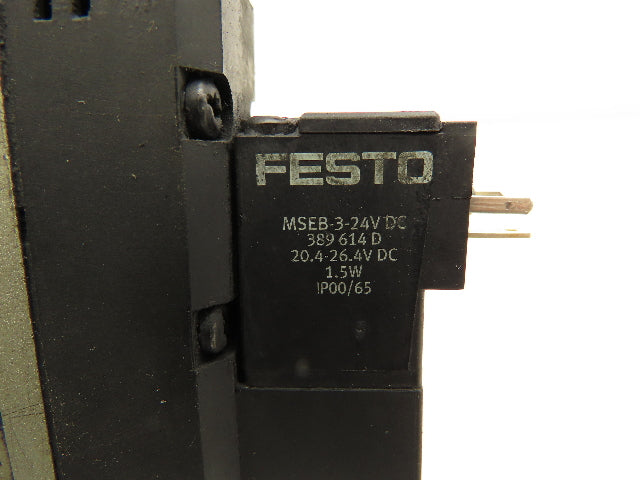 FESTO
MSEB-3-24V DC
389 614 D
20.4-26.4V DC
1.5W
IP00/65